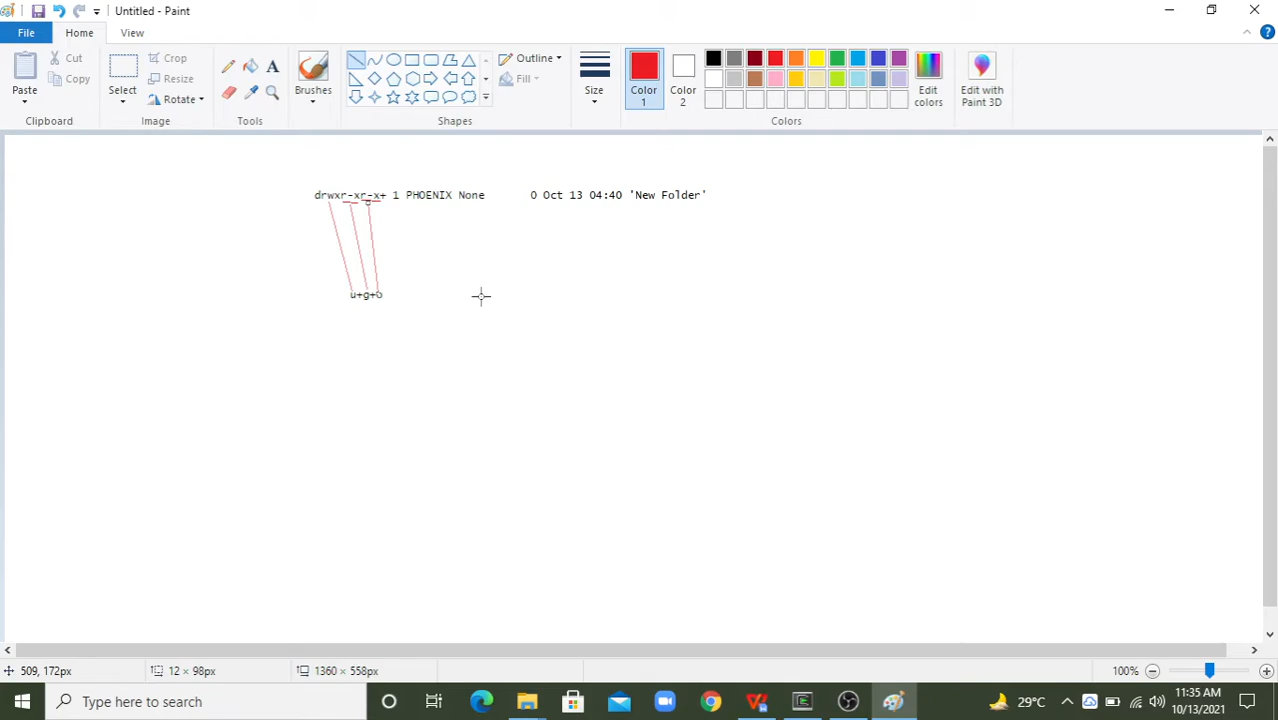 Untitled - Paint
File Home View
Cut
Copy
Paste
Clipboard
Crop
Resize
Rotate
Select
Image
A
Tools
Brushes
Outline
Fill
Shapes
Size
Color 1
Color 2
Edit colors
Colors
Edit with Paint 3D
drwxr-xr-x+ 1 PHOENIX None 0 Oct 13 04:40 'New Folder'
u+g+o
509, 172px
12 × 98px
1360 × 558px
100%
Type here to search
29°C
11:35 AM
10/13/2021